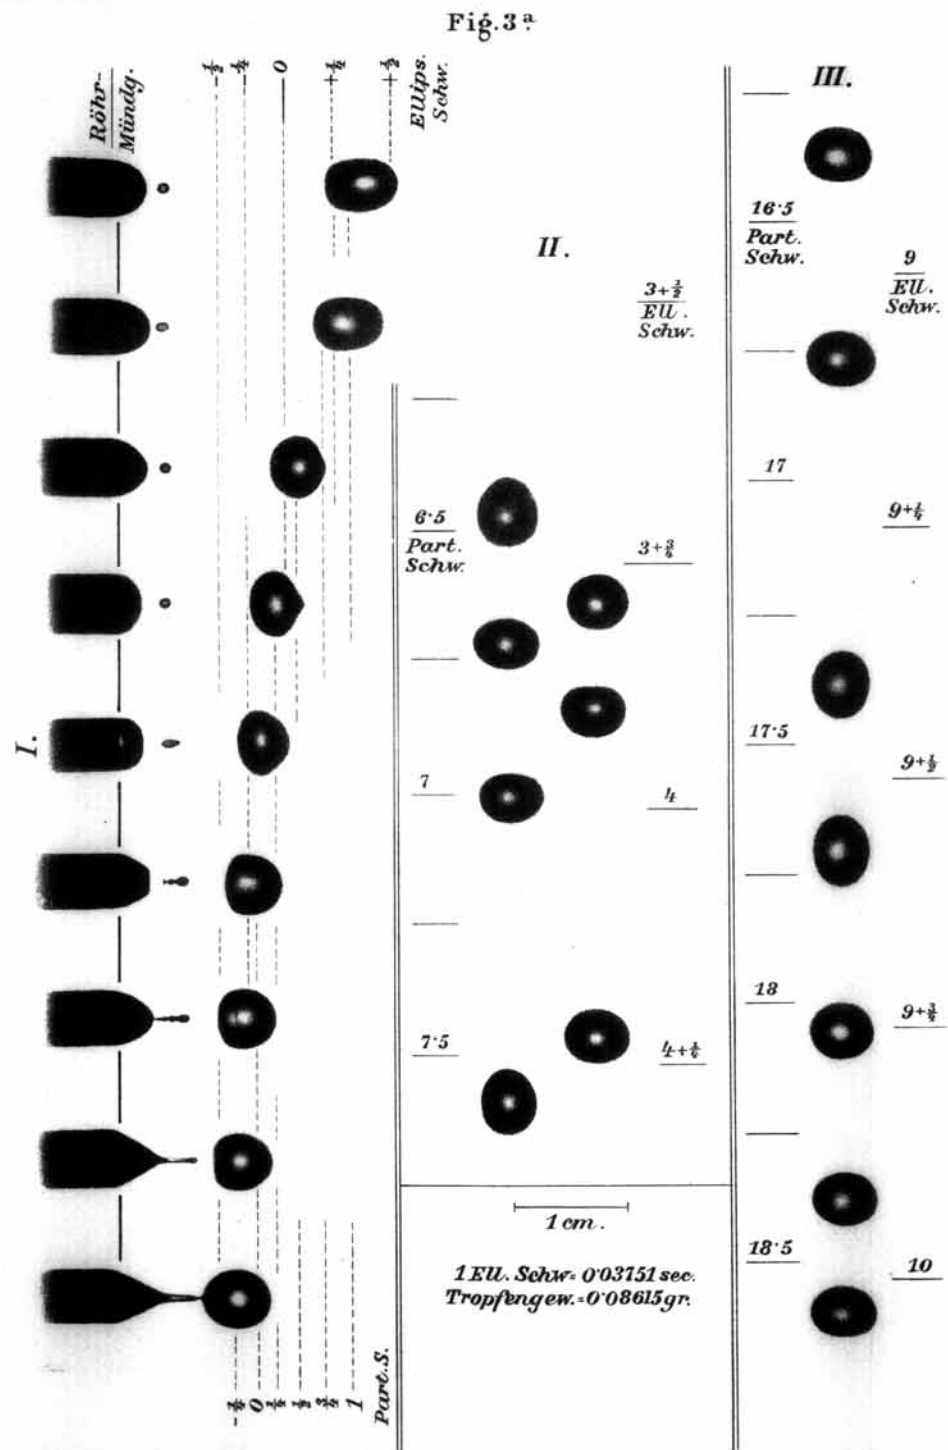 Fig. 3ᵃ.
Röhr-
Mündg.
-½
-¼
0
+¼
+½
Ellips.
Schw.
I.
-¼
0
¼
½
¾
1
Part. S.
II.
3+½
Ell.
Schw.
6·5
Part.
Schw.
3+¾
7
4
7·5
4+¼
1 cm.
1 Ell. Schw = 0·03751 sec.
Tropfengew. = 0·08615 gr.
III.
16·5
Part.
Schw.
9
Ell.
Schw.
17
9+¼
17·5
9+½
18
9+¾
18·5
10